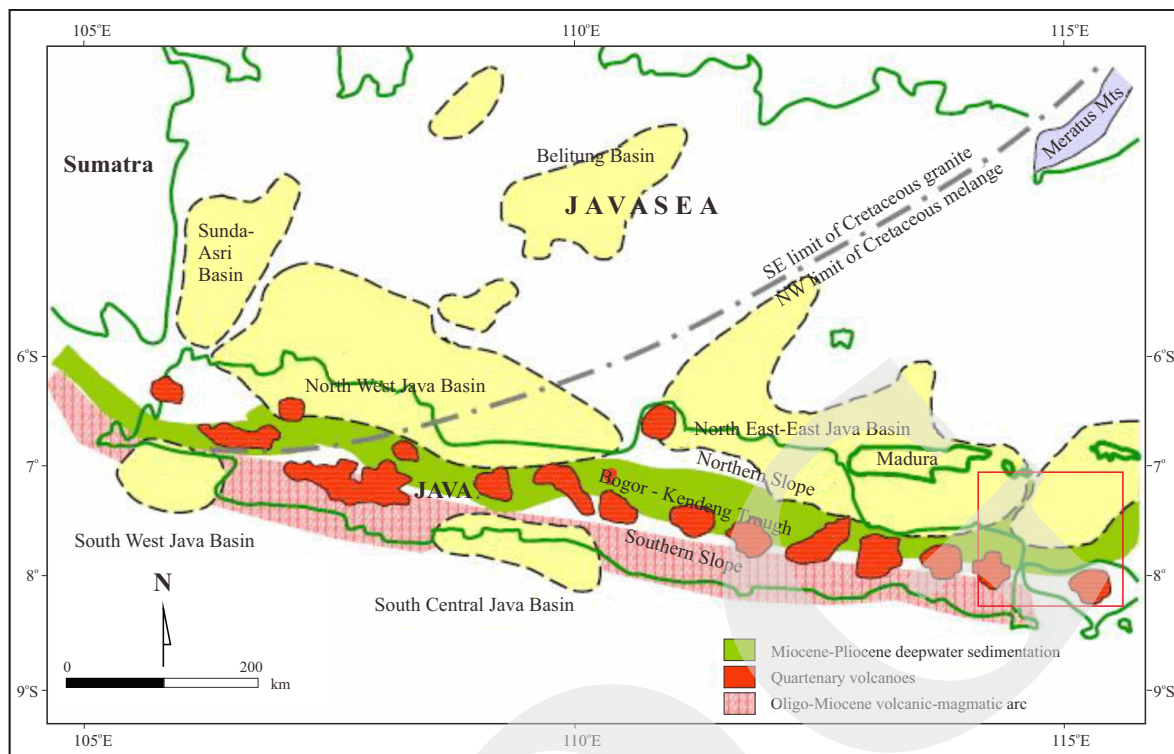 105°E 110°E 115°E
Meratus Mts
Sumatra
Belitung Basin
JAVASEA
Sunda-
Asri
Basin
SE limit of Cretaceous granite
NW limit of Cretaceous melange
6°S 6°S
North West Java Basin
North East-East Java Basin
Northern Slope
Madura
7° 7°S
JAVA
Bogor - Kendeng Trough
South West Java Basin
Southern Slope
8° 8°S
N
South Central Java Basin
0 200
km
Miocene-Pliocene deepwater sedimentation
Quartenary volcanoes
Oligo-Miocene volcanic-magmatic arc
9°S 9°S
105°E 110°E 115°E